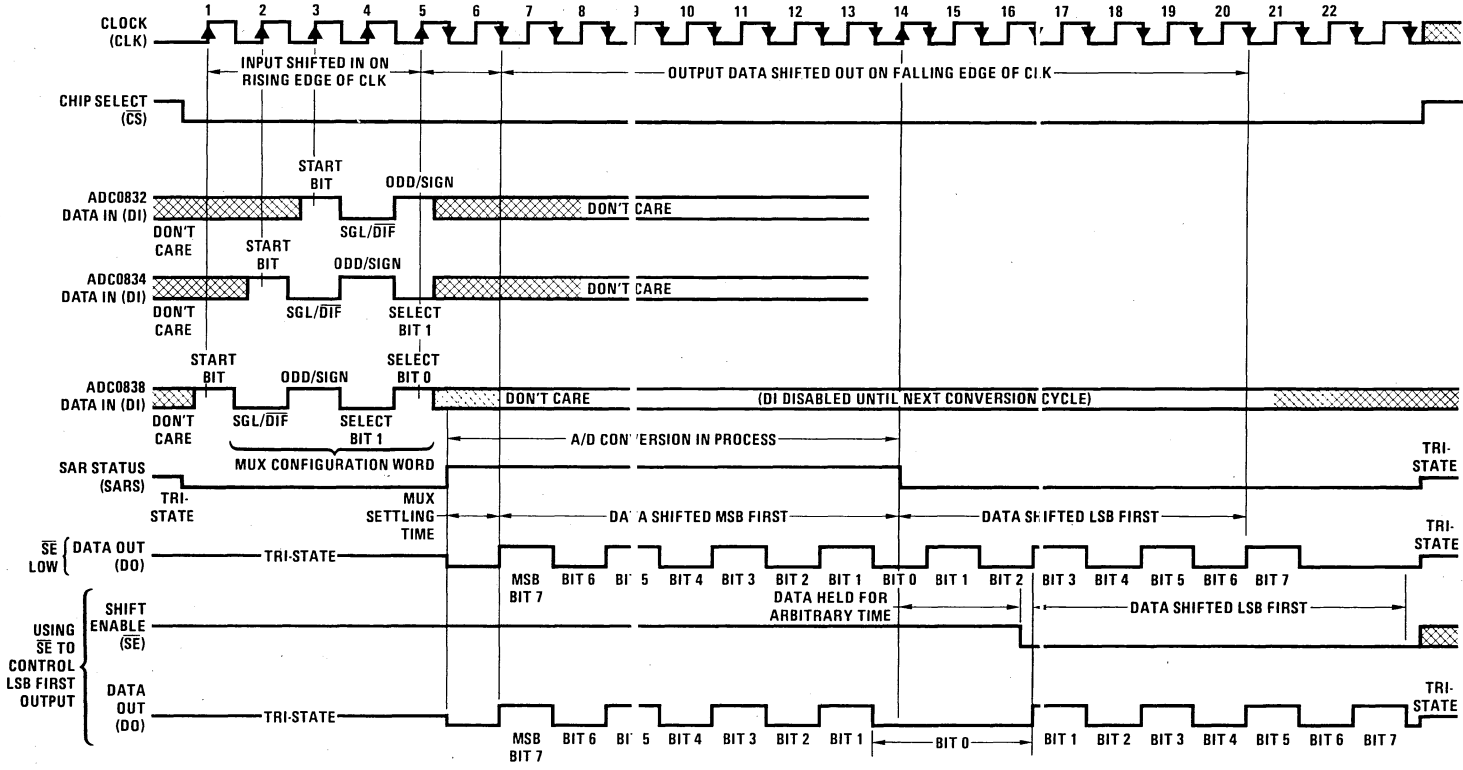 1 2 3 4 5 6 7 8 9 10 11 12 13 14 15 16 17 18 19 20 21 22
CLOCK
(CLK)
INPUT SHIFTED IN ON
RISING EDGE OF CLK
OUTPUT DATA SHIFTED OUT ON FALLING EDGE OF CLK
CHIP SELECT
(CS)
START
BIT
ODD/SIGN
ADC0832
DATA IN (DI)
DON'T CARE
DON'T
CARE
SGL/DIF
START
BIT
ODD/SIGN
ADC0834
DATA IN (DI)
DON'T CARE
DON'T
CARE
SGL/DIF
SELECT
BIT 1
START
BIT
ODD/SIGN
SELECT
BIT 0
ADC0838
DATA IN (DI)
DON'T CARE
(DI DISABLED UNTIL NEXT CONVERSION CYCLE)
DON'T
CARE
SGL/DIF
SELECT
BIT 1
MUX CONFIGURATION WORD
A/D CON VERSION IN PROCESS
SAR STATUS
(SARS)
TRI-
STATE
TRI-
STATE
MUX
SETTLING
TIME
DATA SHIFTED MSB FIRST
DATA SHIFTED LSB FIRST
SE
LOW
DATA OUT
(DO)
TRI-STATE
TRI-
STATE
MSB
BIT 7
BIT 6 BIT 5 BIT 4 BIT 3 BIT 2 BIT 1 BIT 0 BIT 1 BIT 2 BIT 3 BIT 4 BIT 5 BIT 6 BIT 7
DATA HELD FOR
ARBITRARY TIME
DATA SHIFTED LSB FIRST
USING
SE TO
CONTROL
LSB FIRST
OUTPUT
SHIFT
ENABLE
(SE)
DATA
OUT
(DO)
TRI-STATE
TRI-
STATE
MSB
BIT 7
BIT 6 BIT 5 BIT 4 BIT 3 BIT 2 BIT 1 BIT 0 BIT 1 BIT 2 BIT 3 BIT 4 BIT 5 BIT 6 BIT 7